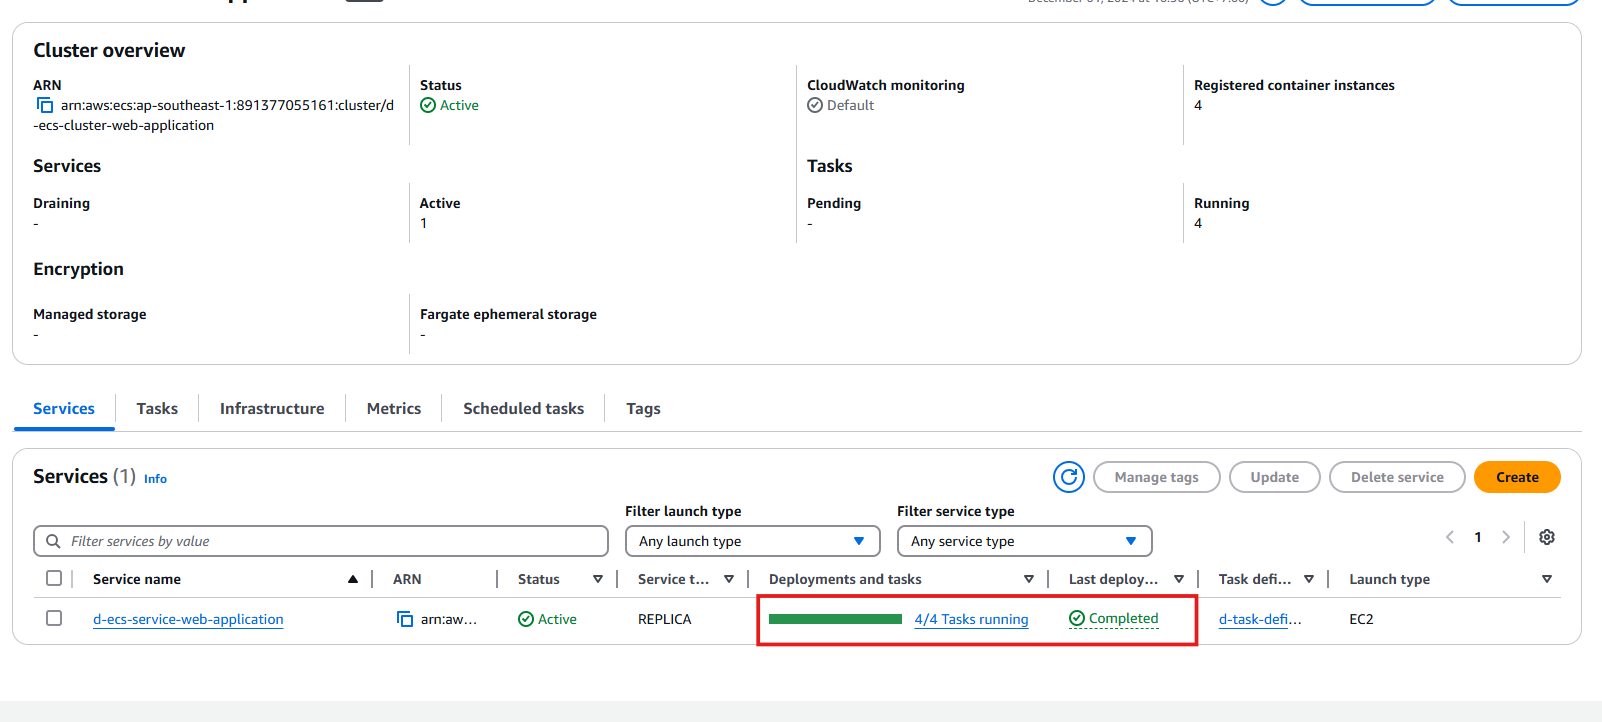 Cluster overview
ARN
arn:aws:ecs:ap-southeast-1:891377055161:cluster/d
-ecs-cluster-web-application
Status
Active
CloudWatch monitoring
Default
Registered container instances
4
Services
Tasks
Draining
-
Active
1
Pending
-
Running
4
Encryption
Managed storage
-
Fargate ephemeral storage
-
Services
Tasks
Infrastructure
Metrics
Scheduled tasks
Tags
Services (1) Info
Manage tags
Update
Delete service
Create
Filter services by value
Filter launch type
Any launch type
Filter service type
Any service type
1
Service name
ARN
Status
Service t...
Deployments and tasks
Last deploy...
Task defi...
Launch type
d-ecs-service-web-application
arn:aw...
Active
REPLICA
4/4 Tasks running
Completed
d-task-defi...
EC2